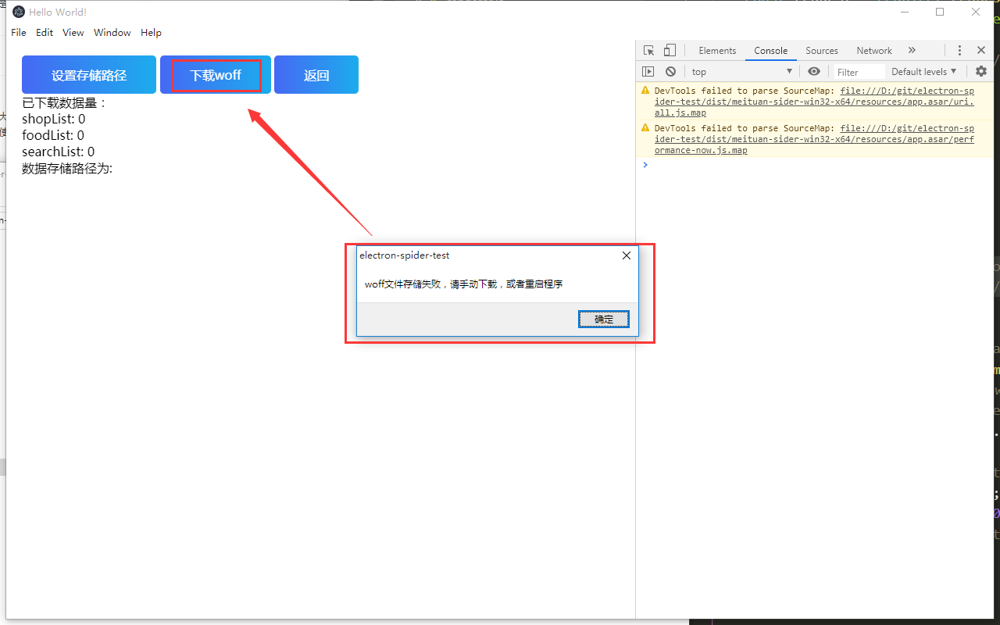 Hello World!
File Edit View Window Help
设置存储路径 下载woff 返回
已下载数据量：
shopList: 0
foodList: 0
searchList: 0
数据存储路径为:
Elements Console Sources Network »
top Filter Default levels
DevTools failed to parse SourceMap: file:///D:/git/electron-sp
ider-test/dist/meituan-sider-win32-x64/resources/app.asar/uri.
all.js.map
DevTools failed to parse SourceMap: file:///D:/git/electron-sp
ider-test/dist/meituan-sider-win32-x64/resources/app.asar/perf
ormance-now.js.map
electron-spider-test
woff文件存储失败，请手动下载，或者重启程序
确定